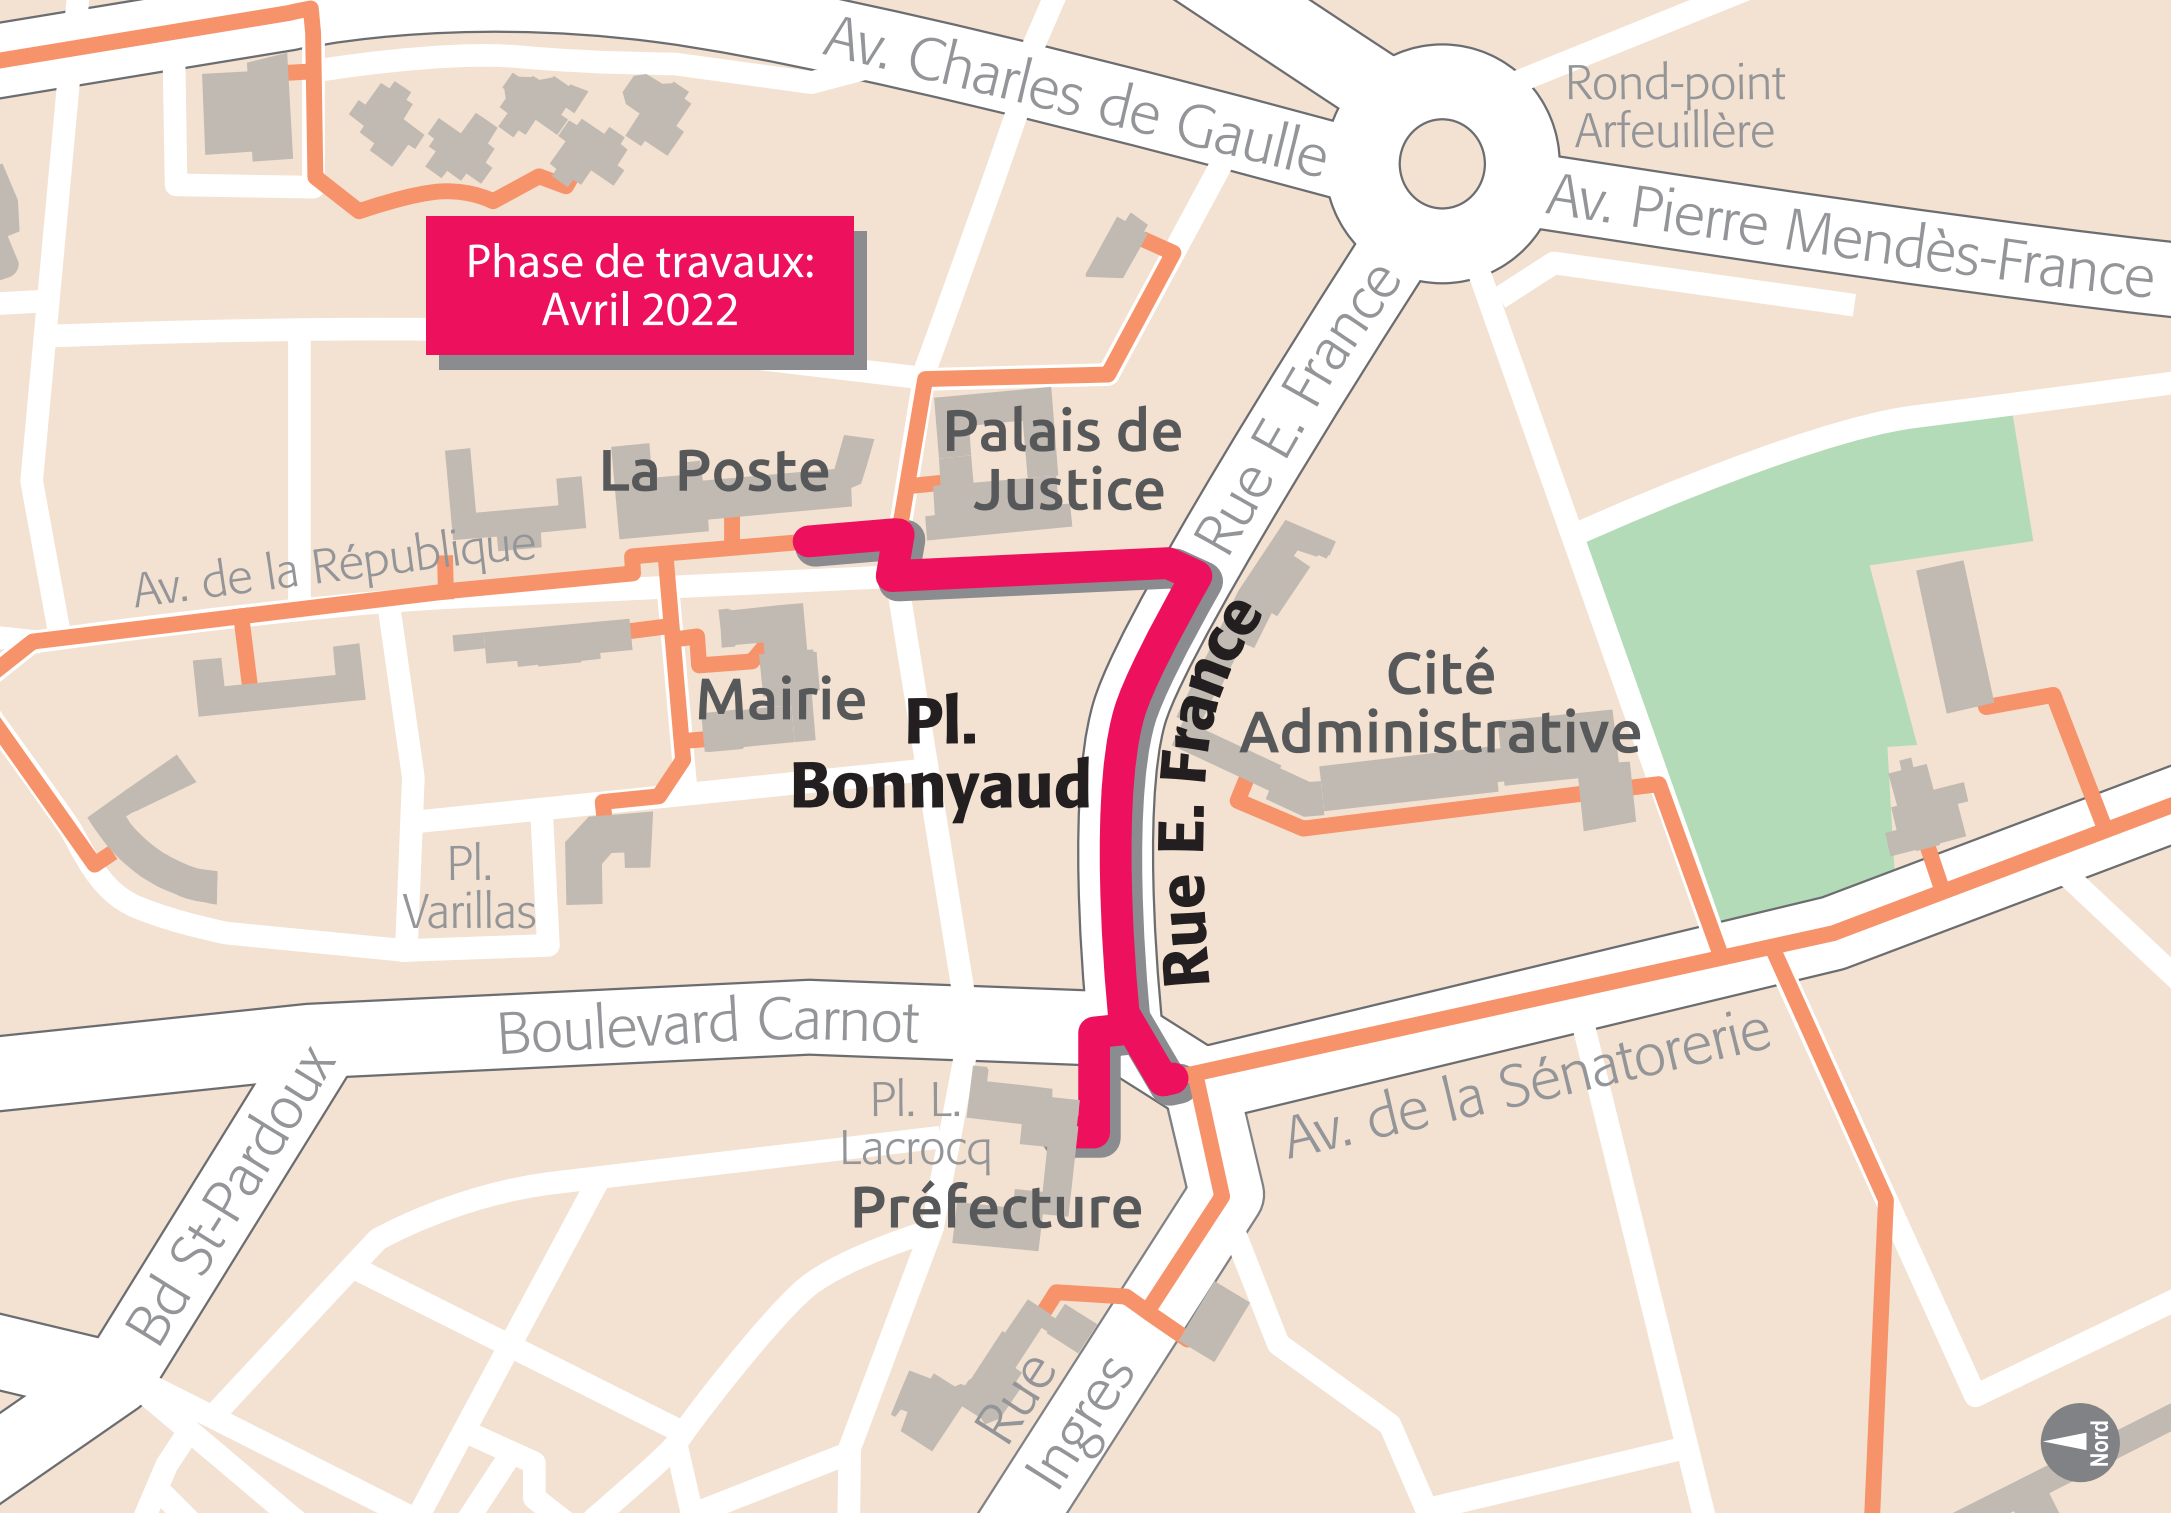 Av. Charles de Gaulle
Rond-point
Arfeuillère
Av. Pierre Mendès-France
Phase de travaux:
Avril 2022
Rue E. France
Palais de
Justice
La Poste
Av. de la République
Mairie
Pl.
Bonnyaud
Rue E. France
Cité
Administrative
Pl.
Varillas
Boulevard Carnot
Bd St-Pardoux
Pl. L.
Lacrocq
Préfecture
Av. de la Sénatorerie
Rue
Ingres
Nord